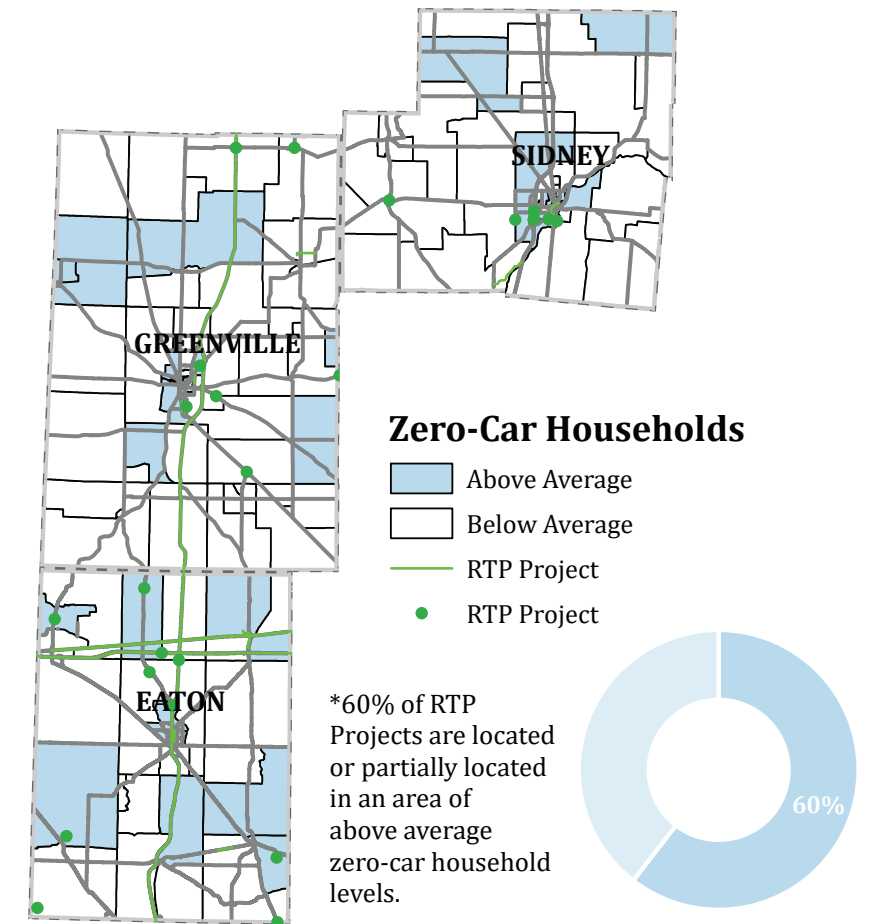 SIDNEY
GREENVILLE
Zero-Car Households
Above Average
Below Average
RTP Project
RTP Project
EATON
*60% of RTP
Projects are located
or partially located
in an area of
above average
zero-car household
levels.
60%